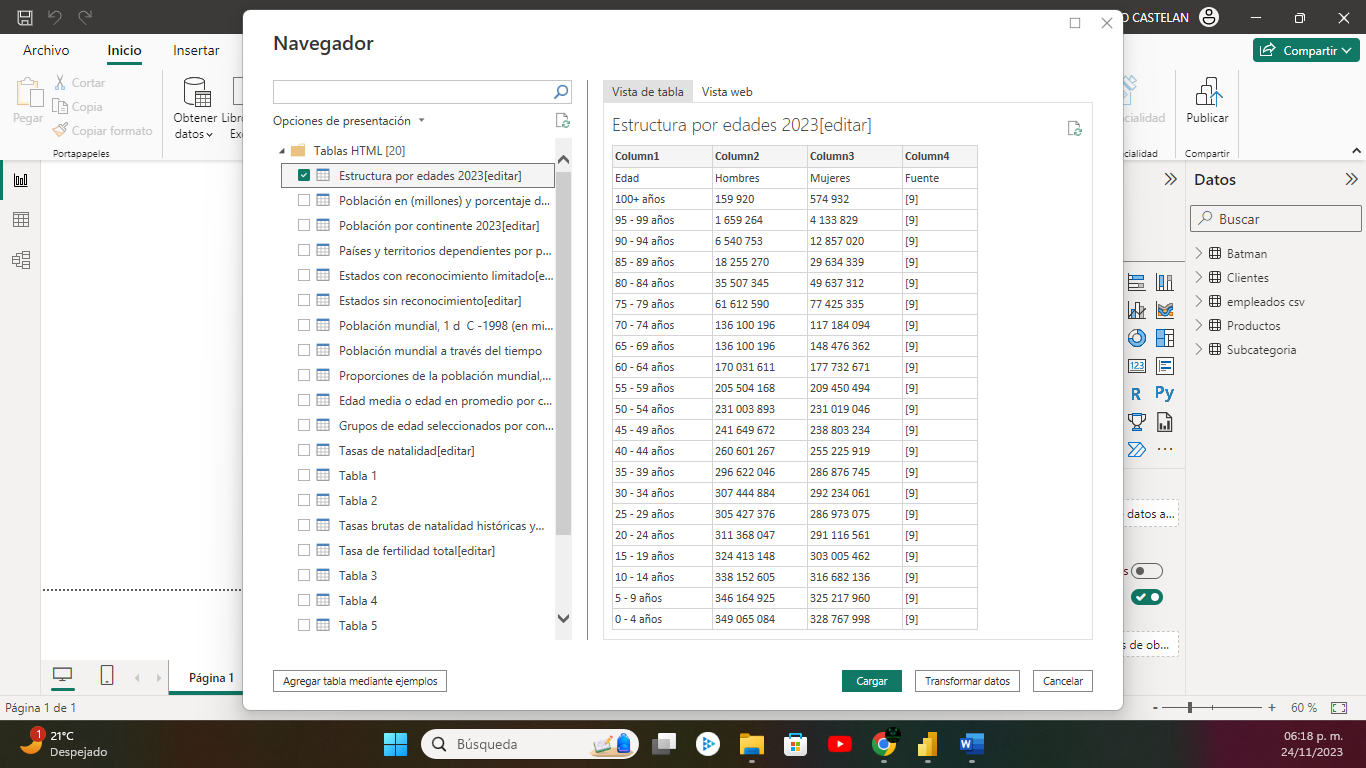 O CASTELAN
Archivo
Inicio
Insertar
Compartir
Pegar
Cortar
Copia
Copiar formato
Portapapeles
Obtener
datos
Publicar
Compartir
Navegador
Opciones de presentación
Tablas HTML [20]
Estructura por edades 2023[editar]
Población en (millones) y porcentaje d...
Población por continente 2023[editar]
Países y territorios dependientes por p...
Estados con reconocimiento limitado[e...
Estados sin reconocimiento[editar]
Población mundial, 1 d C -1998 (en mi...
Población mundial a través del tiempo
Proporciones de la población mundial,...
Edad media o edad en promedio por c...
Grupos de edad seleccionados por con...
Tasas de natalidad[editar]
Tabla 1
Tabla 2
Tasas brutas de natalidad históricas y...
Tasa de fertilidad total[editar]
Tabla 3
Tabla 4
Tabla 5
Agregar tabla mediante ejemplos
Vista de tabla Vista web
Estructura por edades 2023[editar]
Column1 Column2 Column3 Column4
Edad Hombres Mujeres Fuente
100+ años 159 920 574 932 [9]
95 - 99 años 1 659 264 4 133 829 [9]
90 - 94 años 6 540 753 12 857 020 [9]
85 - 89 años 18 255 270 29 634 339 [9]
80 - 84 años 35 507 345 49 637 312 [9]
75 - 79 años 61 612 590 77 425 335 [9]
70 - 74 años 136 100 196 117 184 094 [9]
65 - 69 años 136 100 196 148 476 362 [9]
60 - 64 años 170 031 611 177 732 671 [9]
55 - 59 años 205 504 168 209 450 494 [9]
50 - 54 años 231 003 893 231 019 046 [9]
45 - 49 años 241 649 672 238 803 234 [9]
40 - 44 años 260 601 267 255 225 919 [9]
35 - 39 años 296 622 046 286 876 745 [9]
30 - 34 años 307 444 884 292 234 061 [9]
25 - 29 años 305 427 376 286 973 075 [9]
20 - 24 años 311 368 047 291 116 561 [9]
15 - 19 años 324 413 148 303 005 462 [9]
10 - 14 años 338 152 605 316 682 136 [9]
5 - 9 años 346 164 925 325 217 960 [9]
0 - 4 años 349 065 084 328 767 998 [9]
Cargar
Transformar datos
Cancelar
Datos
Buscar
Batman
Clientes
empleados csv
Productos
Subcategoria
123
R Py
datos a...
s de ob...
Página 1
Página 1 de 1
- + 60 %
1
21°C
Despejado
Búsqueda
06:18 p. m.
24/11/2023